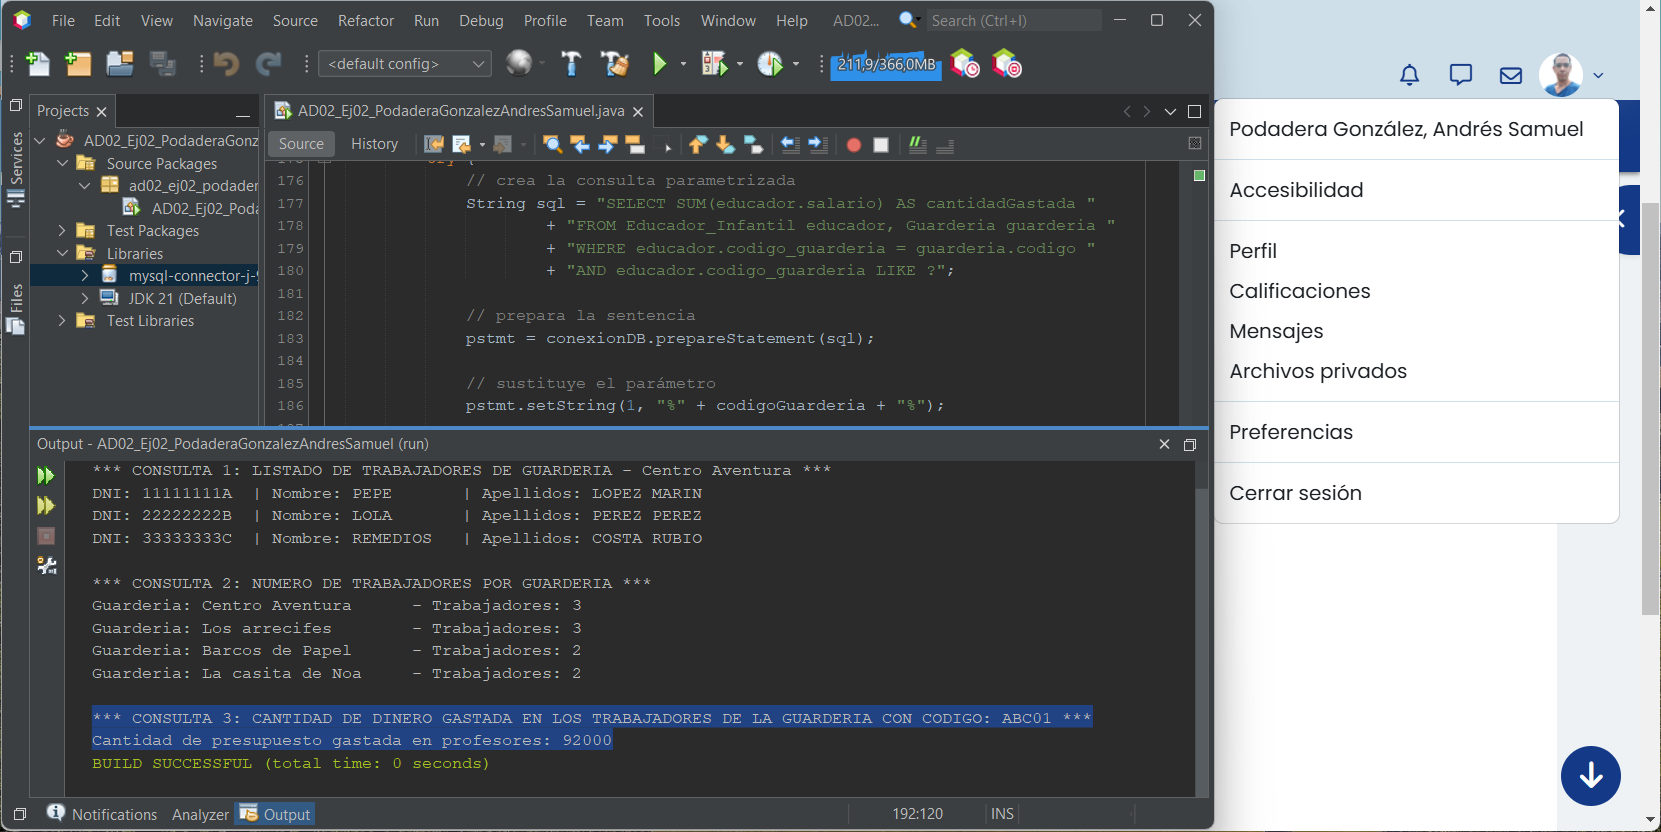 File Edit View Navigate Source Refactor Run Debug Profile Team Tools Window Help AD02... Search (Ctrl+I)
<default config> 211,9/366,0MB
Projects
AD02_Ej02_PodaderaGonz
Source Packages
ad02_ej02_podader
AD02_Ej02_Poda
Test Packages
Libraries
mysql-connector-j-9
JDK 21 (Default)
Test Libraries
Services
Files
AD02_Ej02_PodaderaGonzalezAndresSamuel.java
Source History
176 // crea la consulta parametrizada
177 String sql = "SELECT SUM(educador.salario) AS cantidadGastada "
178 + "FROM Educador_Infantil educador, Guarderia guarderia "
179 + "WHERE educador.codigo_guarderia = guarderia.codigo "
180 + "AND educador.codigo_guarderia LIKE ?";
181
182 // prepara la sentencia
183 pstmt = conexionDB.prepareStatement(sql);
184
185 // sustituye el parámetro
186 pstmt.setString(1, "%" + codigoGuarderia + "%");
Output - AD02_Ej02_PodaderaGonzalezAndresSamuel (run)
*** CONSULTA 1: LISTADO DE TRABAJADORES DE GUARDERIA - Centro Aventura ***
DNI: 11111111A | Nombre: PEPE | Apellidos: LOPEZ MARIN
DNI: 22222222B | Nombre: LOLA | Apellidos: PEREZ PEREZ
DNI: 33333333C | Nombre: REMEDIOS | Apellidos: COSTA RUBIO
*** CONSULTA 2: NUMERO DE TRABAJADORES POR GUARDERIA ***
Guarderia: Centro Aventura - Trabajadores: 3
Guarderia: Los arrecifes - Trabajadores: 3
Guarderia: Barcos de Papel - Trabajadores: 2
Guarderia: La casita de Noa - Trabajadores: 2
*** CONSULTA 3: CANTIDAD DE DINERO GASTADA EN LOS TRABAJADORES DE LA GUARDERIA CON CODIGO: ABC01 ***
Cantidad de presupuesto gastada en profesores: 92000
BUILD SUCCESSFUL (total time: 0 seconds)
Notifications Analyzer Output 192:120 INS
Podadera González, Andrés Samuel
Accesibilidad
Perfil
Calificaciones
Mensajes
Archivos privados
Preferencias
Cerrar sesión